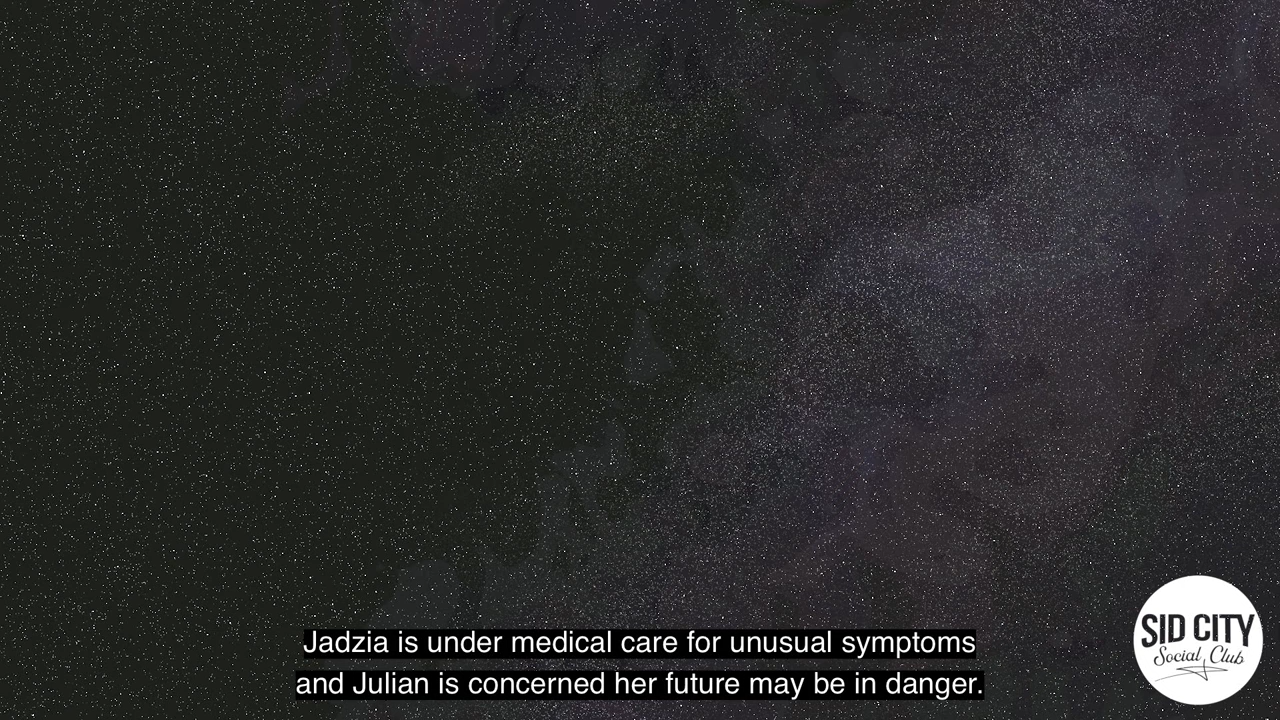 Jadzia is under medical care for unusual symptoms
and Julian is concerned her future may be in danger.
SID CITY
Social Club